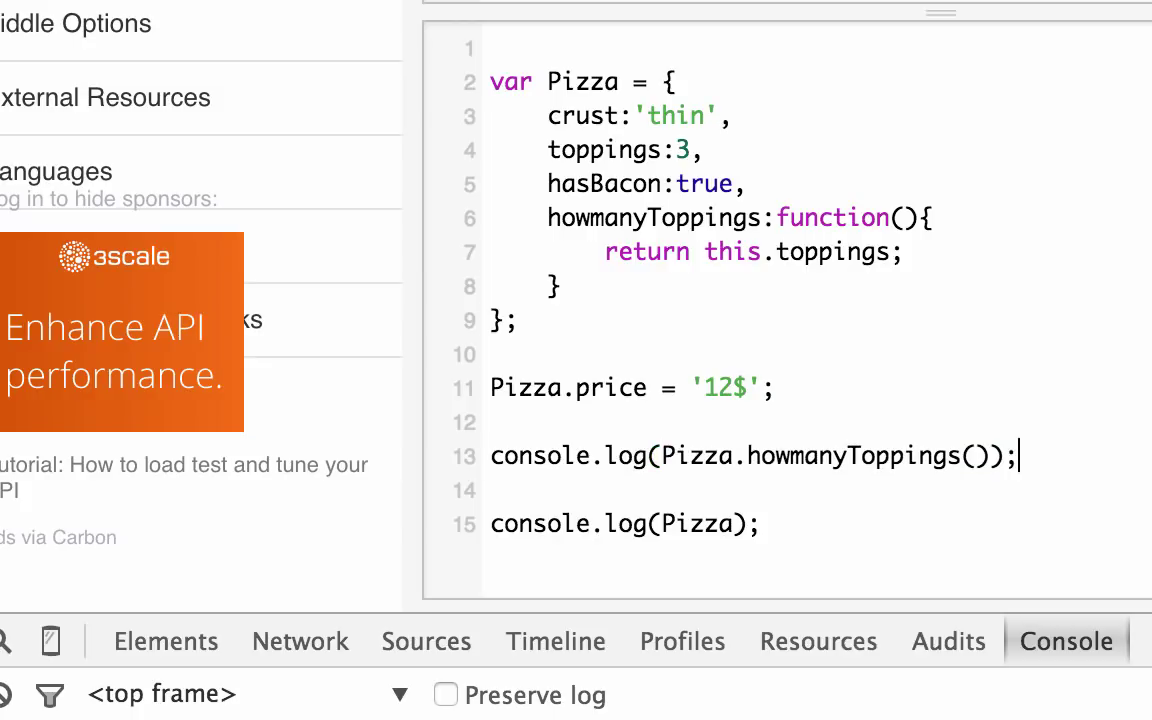 iddle Options
xternal Resources
anguages
og in to hide sponsors:
3scale
Enhance API
performance.
ks
utorial: How to load test and tune your
PI
ds via Carbon
1
2 var Pizza = {
3 crust:'thin',
4 toppings:3,
5 hasBacon:true,
6 howmanyToppings:function(){
7 return this.toppings;
8 }
9 };
10
11 Pizza.price = '12$';
12
13 console.log(Pizza.howmanyToppings());
14
15 console.log(Pizza);
Elements Network Sources Timeline Profiles Resources Audits Console
<top frame> ▼ Preserve log